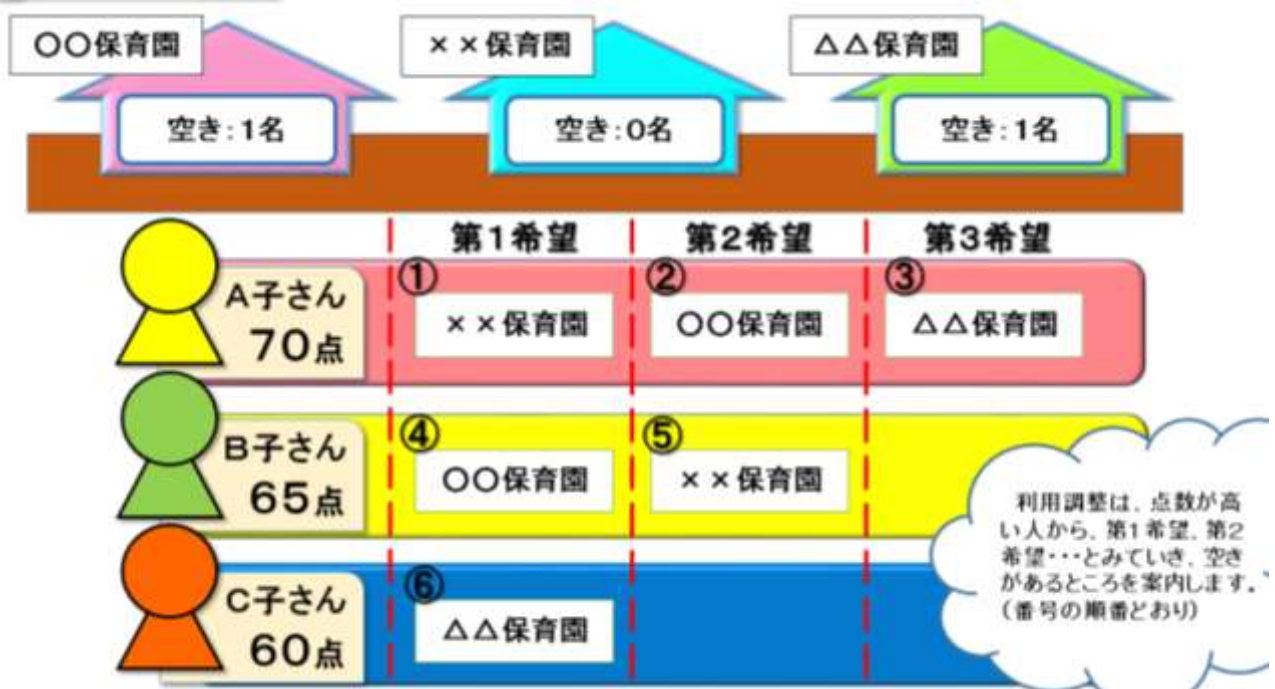 〇〇保育園
××保育園
△△保育園
空き:1名
空き:0名
空き:1名
第1希望
第2希望
第3希望
A子さん
70点
①
××保育園
②
〇〇保育園
③
△△保育園
B子さん
65点
④
〇〇保育園
⑤
××保育園
C子さん
60点
⑥
△△保育園
利用調整は、点数が高
い人から、第1希望、第2
希望・・・とみていき、空き
があるところを案内します。
(番号の順番どおり)